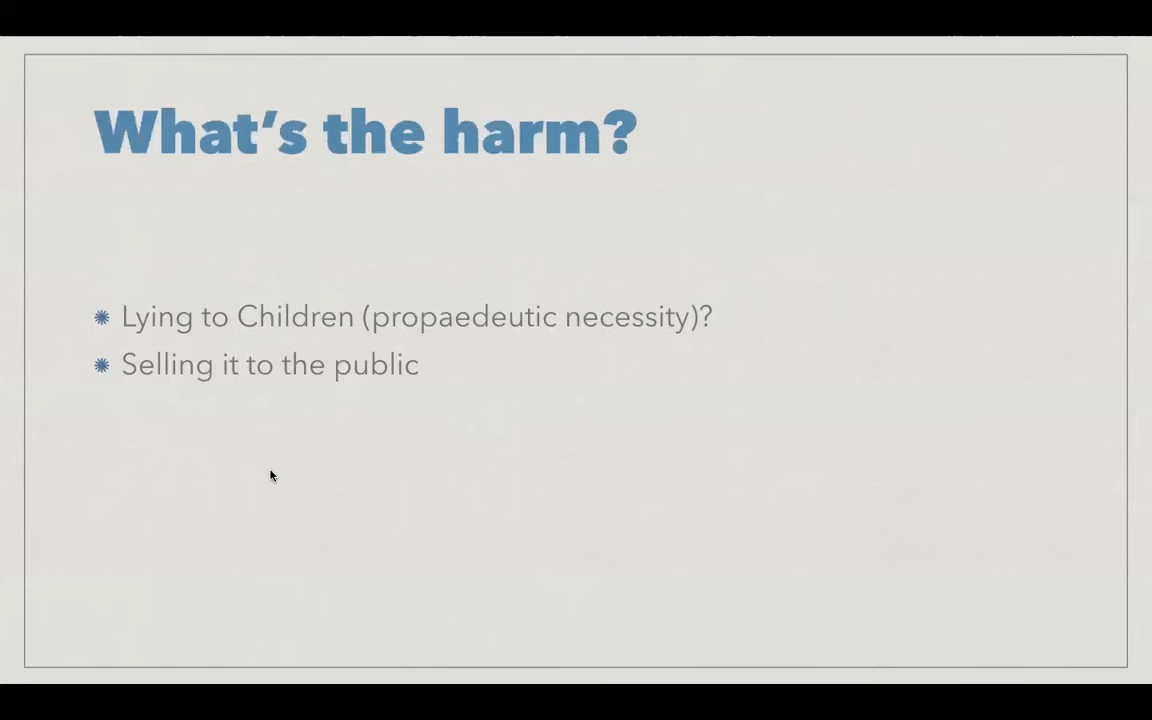 What's the harm?
Lying to Children (propaedeutic necessity)?
Selling it to the public